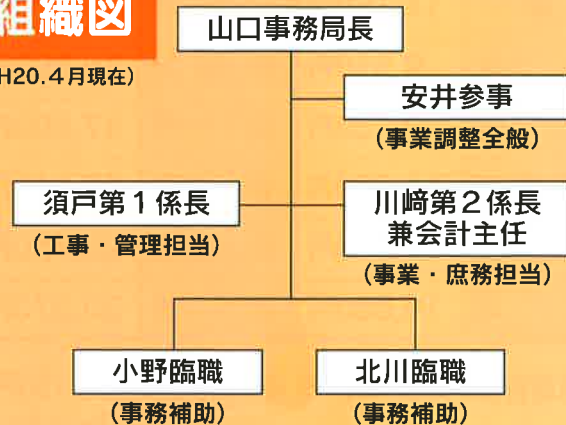 組織図
H20.4月現在)
山口事務局長
安井参事
(事業調整全般)
須戸第1係長
(工事・管理担当)
川﨑第2係長
兼会計主任
(事業・庶務担当)
小野臨職
(事務補助)
北川臨職
(事務補助)